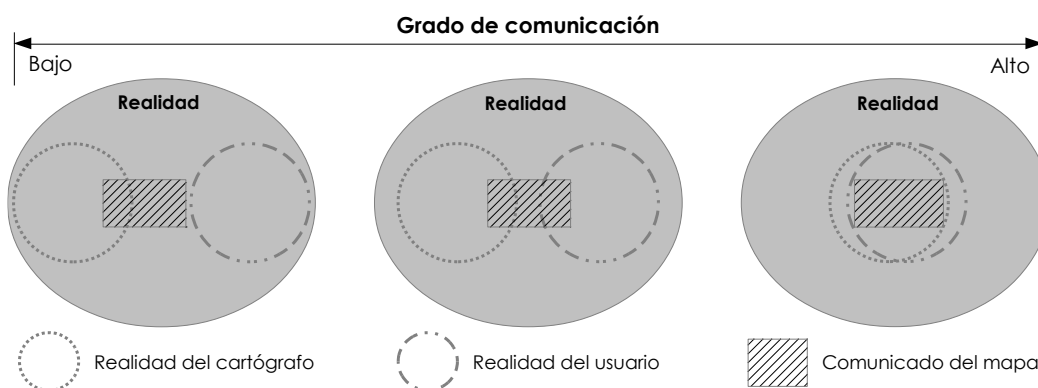 Grado de comunicación
Bajo
Alto
Realidad
Realidad
Realidad
Realidad del cartógrafo
Realidad del usuario
Comunicado del mapa